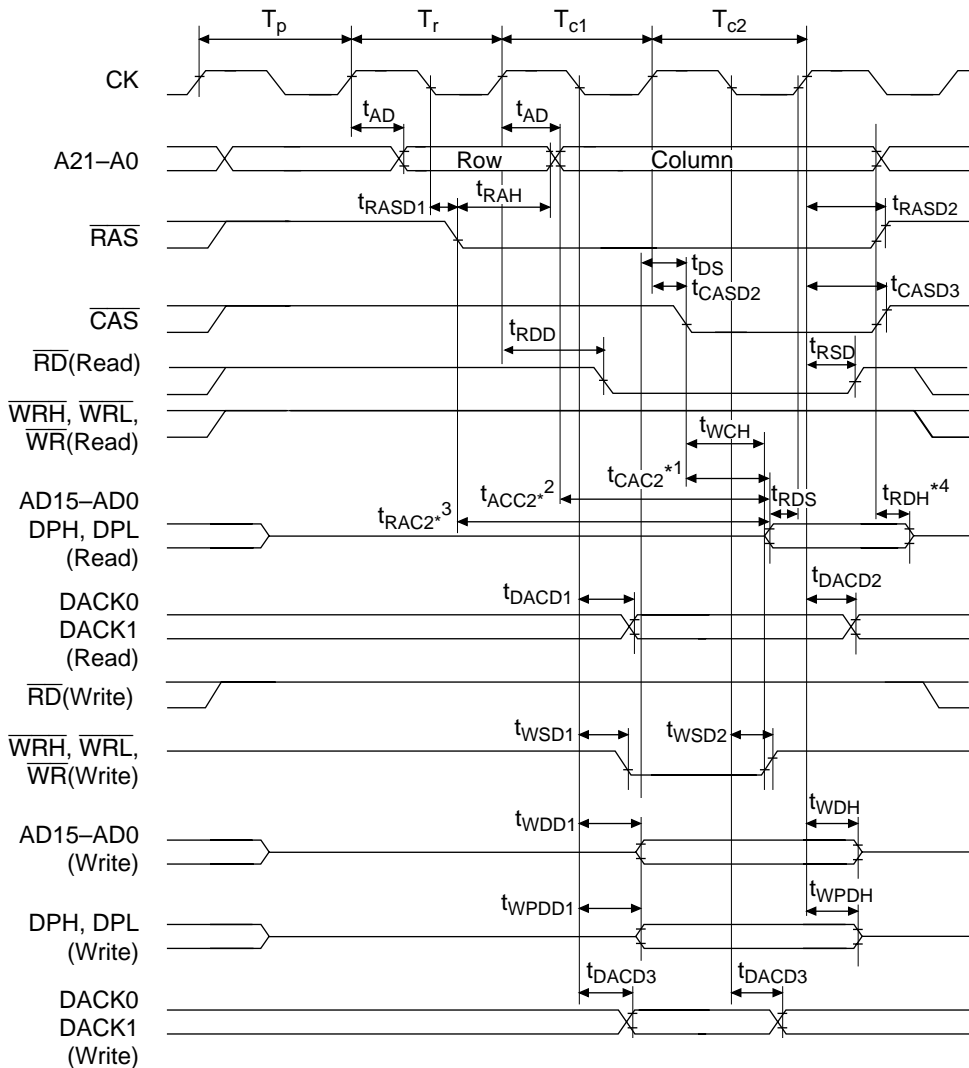 Tp Tr Tc1 Tc2
CK
tAD tAD
A21–A0 Row Column
tRASD1 tRAH tRASD2
RAS
tDS
tCASD2 tCASD3
CAS
tRDD tRSD
RD(Read)
WRH, WRL,
WR(Read)
tWCH
tCAC2*1
AD15–AD0 tACC2*2 tRDS tRDH*4
DPH, DPL tRAC2*3
(Read)
DACK0 tDACD1 tDACD2
DACK1
(Read)
RD(Write)
WRH, WRL, tWSD1 tWSD2
WR(Write)
AD15–AD0 tWDD1 tWDH
(Write)
DPH, DPL tWPDD1 tWPDH
(Write)
DACK0 tDACD3 tDACD3
DACK1
(Write)